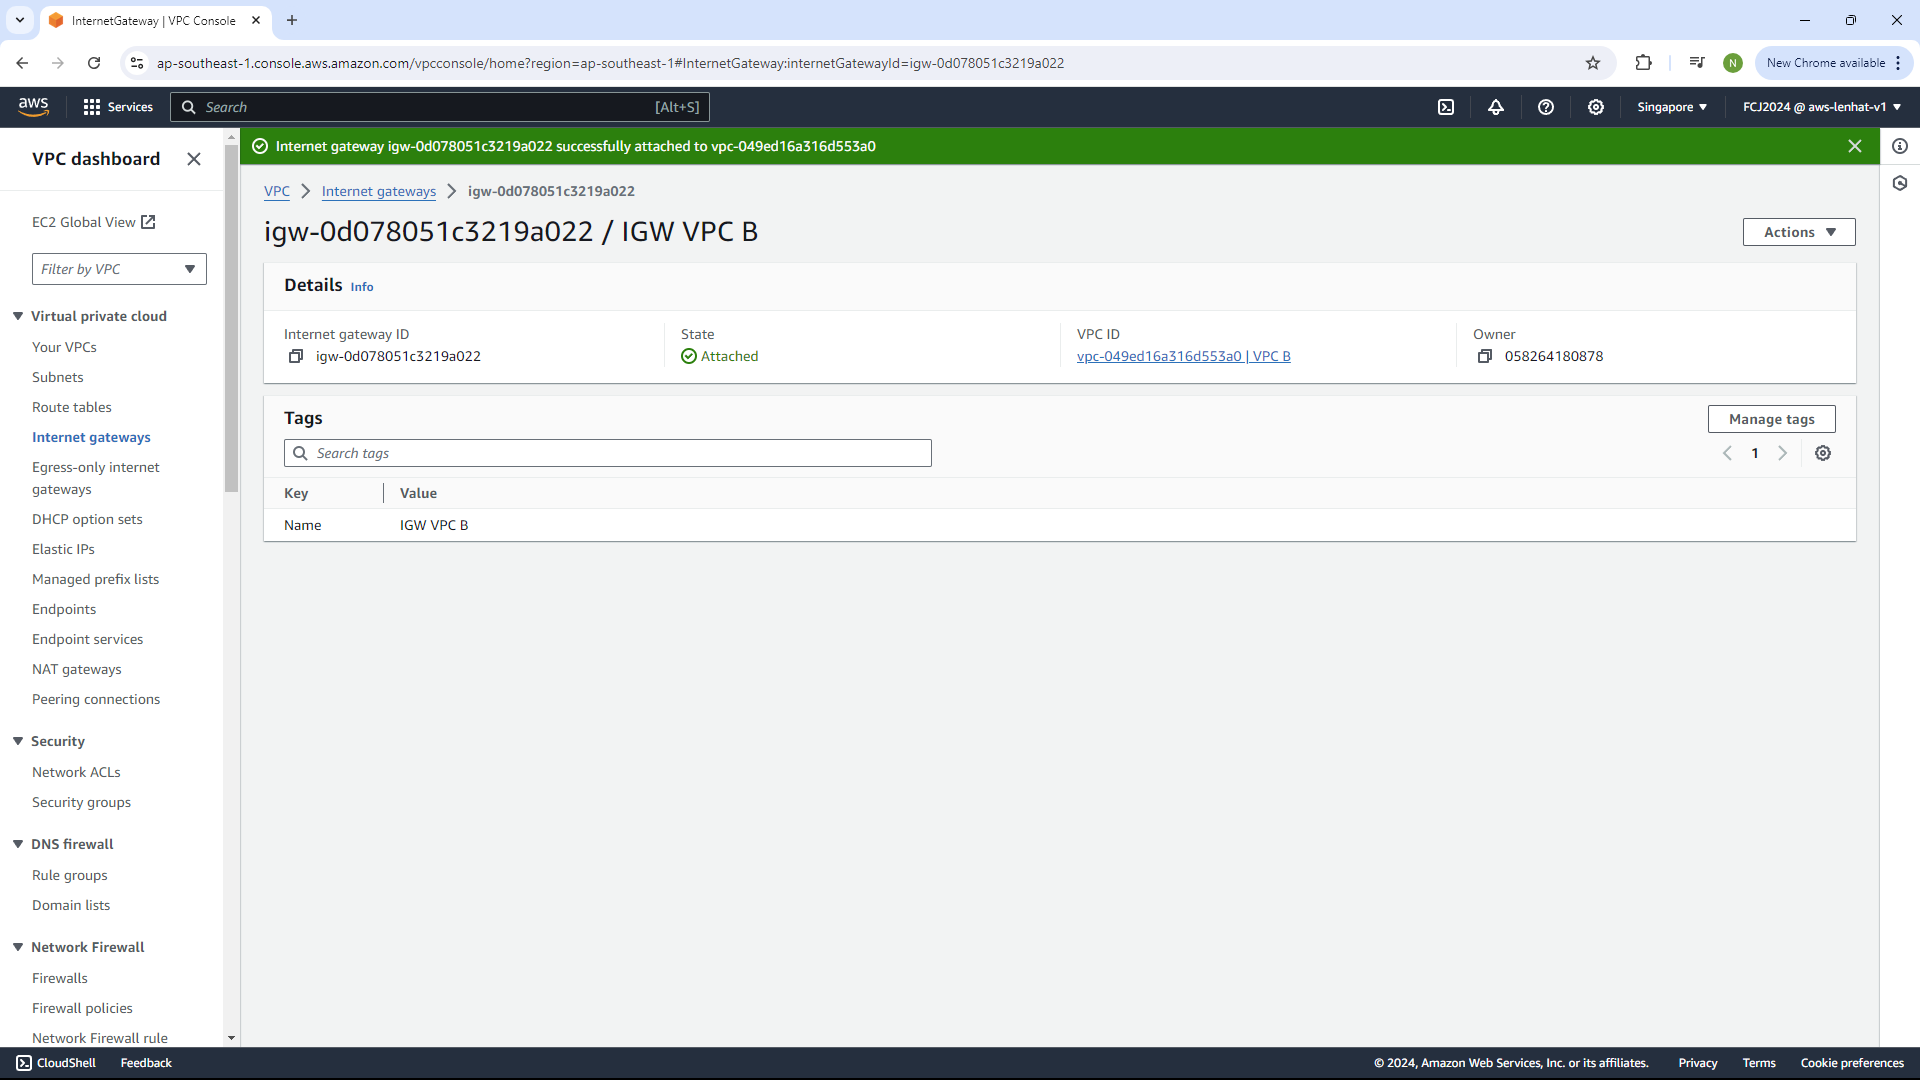 InternetGateway | VPC Console
ap-southeast-1.console.aws.amazon.com/vpcconsole/home?region=ap-southeast-1#InternetGateway:internetGatewayId=igw-0d078051c3219a022
N
New Chrome available
aws
Services
Search
[Alt+S]
Singapore
FCJ2024 @ aws-lenhat-v1
VPC dashboard
EC2 Global View
Filter by VPC
Virtual private cloud
Your VPCs
Subnets
Route tables
Internet gateways
Egress-only internet
gateways
DHCP option sets
Elastic IPs
Managed prefix lists
Endpoints
Endpoint services
NAT gateways
Peering connections
Security
Network ACLs
Security groups
DNS firewall
Rule groups
Domain lists
Network Firewall
Firewalls
Firewall policies
Network Firewall rule
Internet gateway igw-0d078051c3219a022 successfully attached to vpc-049ed16a316d553a0
VPC
Internet gateways
igw-0d078051c3219a022
igw-0d078051c3219a022 / IGW VPC B
Actions
Details Info
Internet gateway ID
igw-0d078051c3219a022
State
Attached
VPC ID
vpc-049ed16a316d553a0 | VPC B
Owner
058264180878
Tags
Manage tags
Search tags
1
Key
Value
Name
IGW VPC B
CloudShell
Feedback
© 2024, Amazon Web Services, Inc. or its affiliates.
Privacy
Terms
Cookie preferences